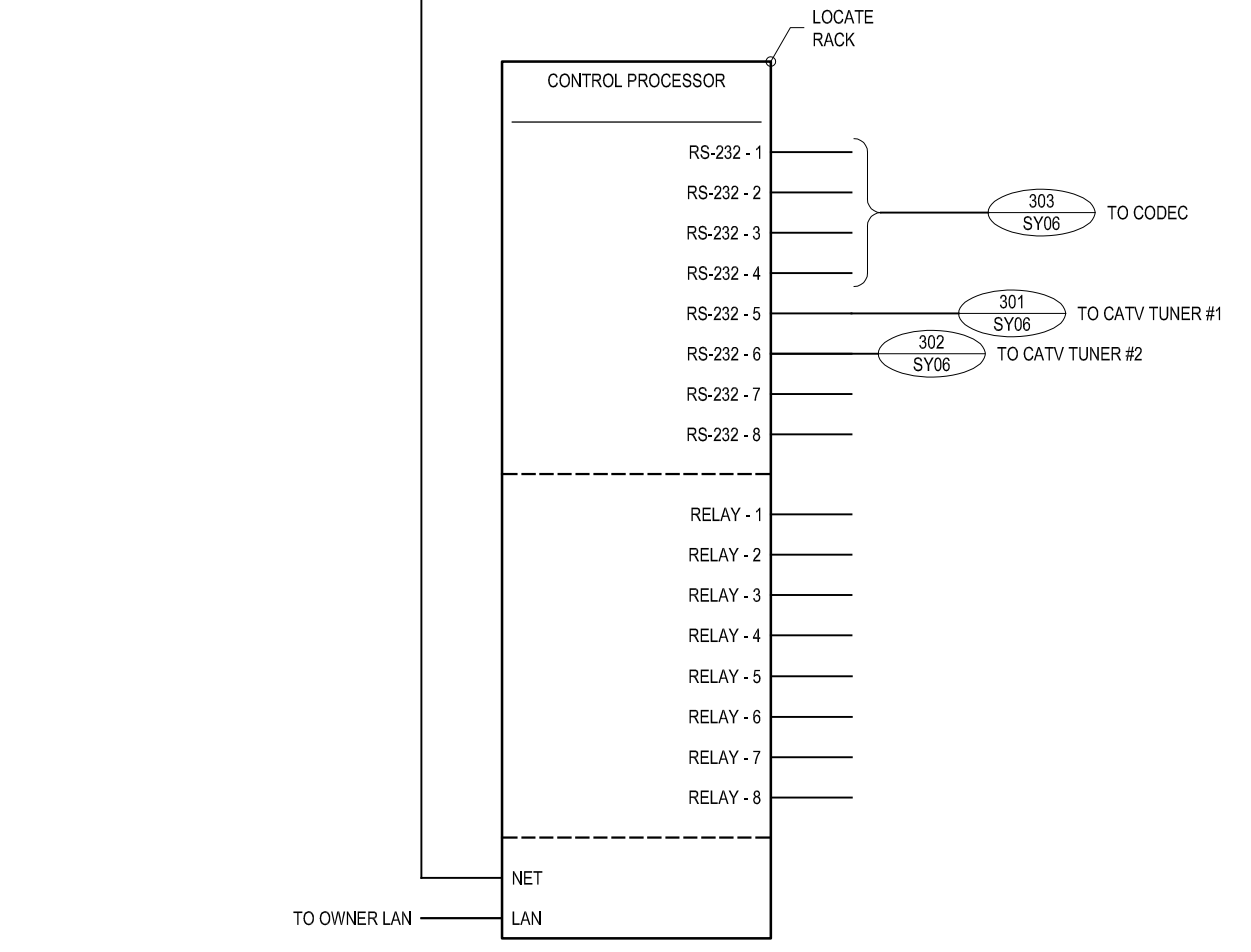 LOCATE
RACK
CONTROL PROCESSOR
RS-232 - 1
RS-232 - 2
303
SY06
TO CODEC
RS-232 - 3
RS-232 - 4
RS-232 - 5
301
SY06
TO CATV TUNER #1
RS-232 - 6
302
SY06
TO CATV TUNER #2
RS-232 - 7
RS-232 - 8
RELAY - 1
RELAY - 2
RELAY - 3
RELAY - 4
RELAY - 5
RELAY - 6
RELAY - 7
RELAY - 8
NET
TO OWNER LAN
LAN